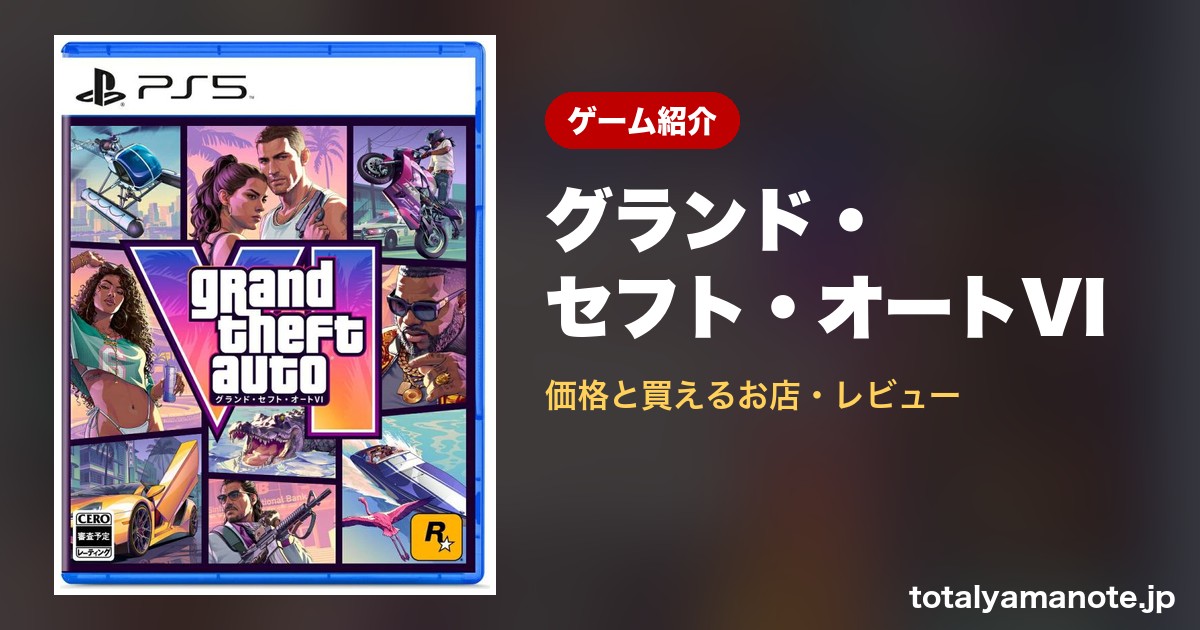 PS5
grand
theft
auto
グランド・セフト・オートVI
VI
CERO
審査予定
レーティング
R
ゲーム紹介
グランド・
セフト・オートVI
価格と買えるお店・レビュー
totalyamanote.jp